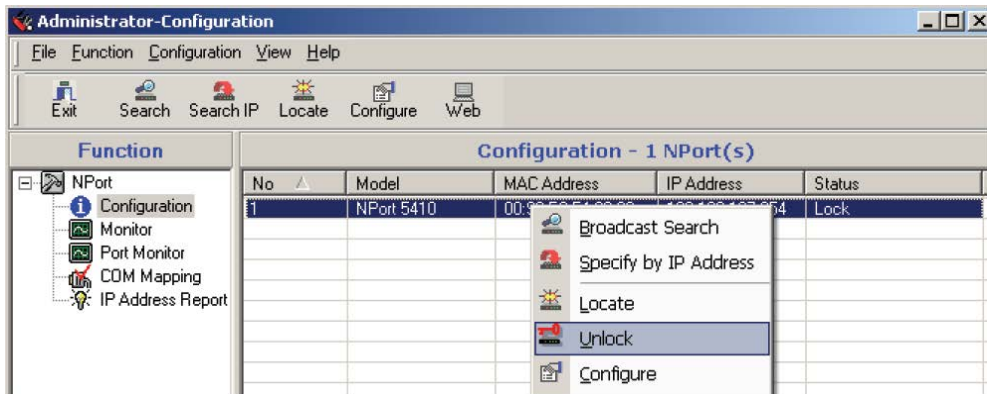 Administrator-Configuration
File Function Configuration View Help
Exit Search Search IP Locate Configure Web
Function
Configuration - 1 NPort(s)
NPort
Configuration
Monitor
Port Monitor
COM Mapping
IP Address Report
No Model MAC Address IP Address Status
1 NPort 5410 Lock
Broadcast Search
Specify by IP Address
Locate
Unlock
Configure